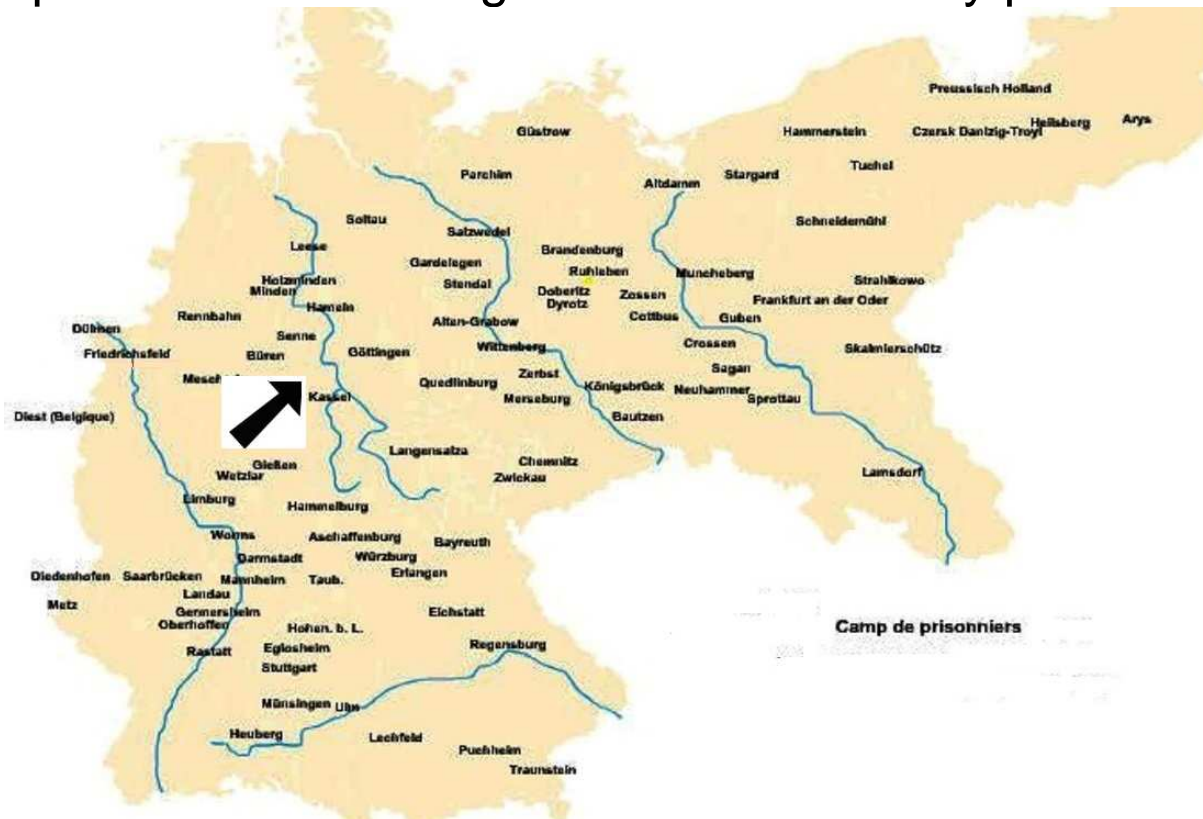 Preussisch Holland
Heilsberg
Arys
Güstrow
Hammerstein
Czersk Danizig-Troyl
Parchim
Altdamm
Stargard
Tuchel
Soltau
Salzwedel
Schneidemühl
Leese
Gardelegen
Brandenburg
Ruhleben
Muncheberg
Holzminden
Minden
Stendal
Doberitz
Dyrotz
Zossen
Frankfurt an der Oder
Strahlkowo
Hameln
Rennbahn
Alten-Grabow
Cottbus
Guben
Dülmen
Senne
Friedrichsfeld
Büren
Göttingen
Wittenberg
Crossen
Skalmierschütz
Quedlinburg
Zerbst
Merseburg
Königsbrück
Sagan
Neuhammer
Sprottau
Kassel
Diest (Belgique)
Bautzen
Langensalza
Chemnitz
Zwickau
Lamsdorf
Gießen
Wetzlar
Limburg
Hammelburg
Worms
Aschaffenburg
Bayreuth
Darmstadt
Würzburg
Diedenhofen
Saarbrücken
Mannheim
Taub.
Erlangen
Metz
Landau
Germersheim
Oberhoffen
Eichstatt
Hohen. b. L.
Rastatt
Eglosheim
Stuttgart
Regensburg
Camp de prisonniers
Münsingen
Ulm
Heuberg
Lechfeld
Puchheim
Traunstein